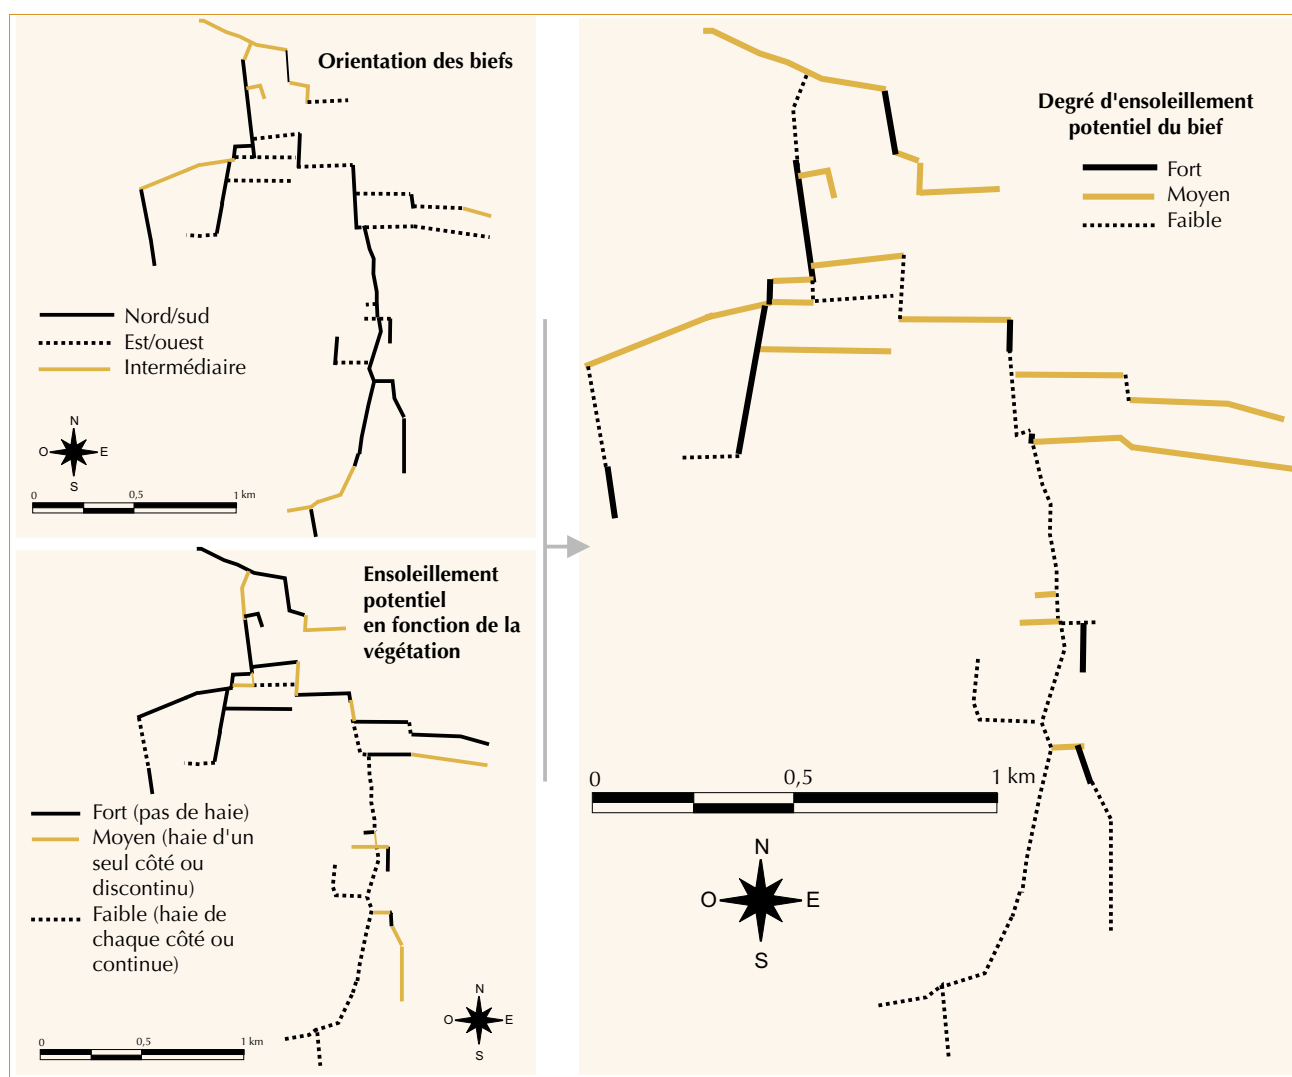 Orientation des biefs
Nord/sud
Est/ouest
Intermédiaire
N
O
E
S
0
0,5
1 km
Ensoleillement
potentiel
en fonction de la
végétation
Fort (pas de haie)
Moyen (haie d'un
seul côté ou
discontinu)
Faible (haie de
chaque côté ou
continue)
N
O
E
S
0
0,5
1 km
Degré d'ensoleillement
potentiel du bief
Fort
Moyen
Faible
0
0,5
1 km
N
O
E
S